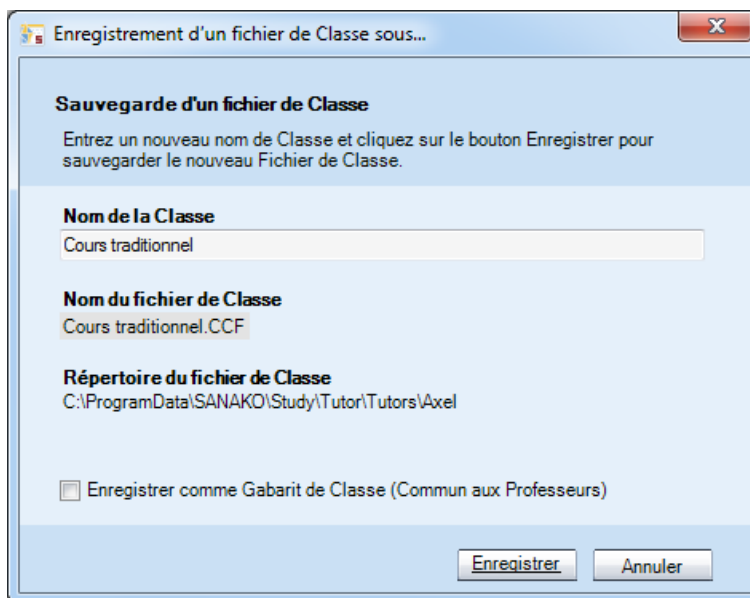 Enregistrement d'un fichier de Classe sous...
Sauvegarde d'un fichier de Classe
Entrez un nouveau nom de Classe et cliquez sur le bouton Enregistrer pour
sauvegarder le nouveau Fichier de Classe.
Nom de la Classe
Cours traditionnel
Nom du fichier de Classe
Cours traditionnel.CCF
Répertoire du fichier de Classe
C:\ProgramData\SANAKO\Study\Tutor\Tutors\Axel
Enregistrer comme Gabarit de Classe (Commun aux Professeurs)
Enregistrer
Annuler